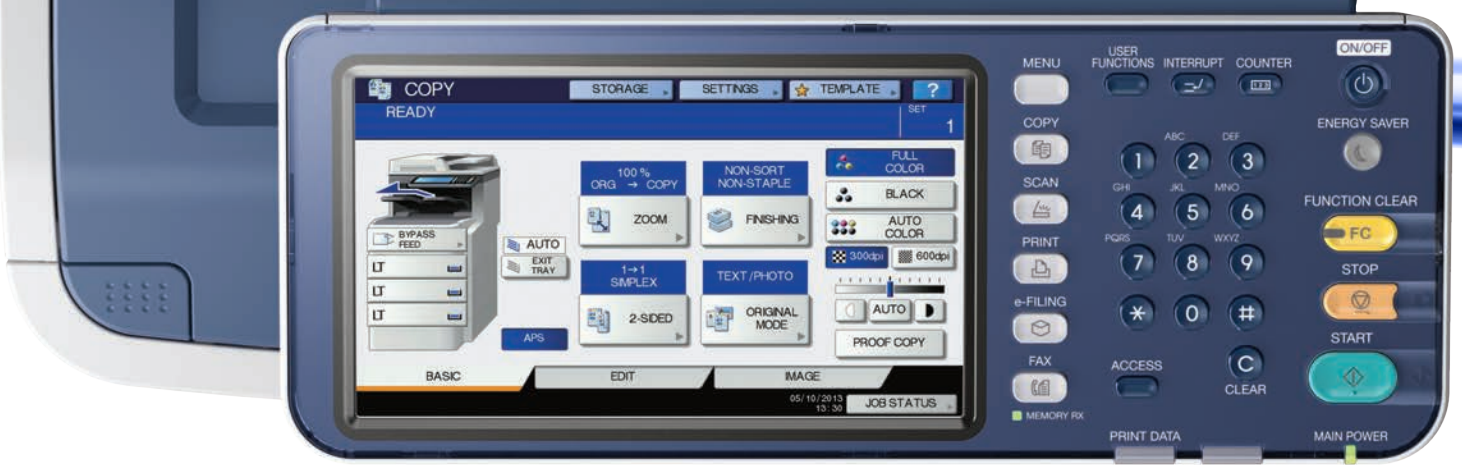 COPY
STORAGE
SETTINGS
TEMPLATE
?
READY
SET
1
100 %
ORG → COPY
ZOOM
NON-SORT
NON-STAPLE
FINISHING
FULL
COLOR
BLACK
AUTO
COLOR
300dpi
600dpi
BYPASS
FEED
LT
LT
LT
AUTO
EXIT
TRAY
1→1
SIMPLEX
2-SIDED
TEXT/PHOTO
ORIGINAL
MODE
AUTO
APS
PROOF COPY
BASIC
EDIT
IMAGE
05/10/2013
13:30
JOB STATUS
MENU
COPY
SCAN
PRINT
e-FILING
FAX
MEMORY RX
USER
FUNCTIONS
INTERRUPT
COUNTER
ABC
DEF
1
2
3
GHI
JKL
MNO
4
5
6
PQRS
TUV
WXYZ
7
8
9
*
0
#
ACCESS
C
CLEAR
PRINT DATA
ON/OFF
ENERGY SAVER
FUNCTION CLEAR
FC
STOP
START
MAIN POWER